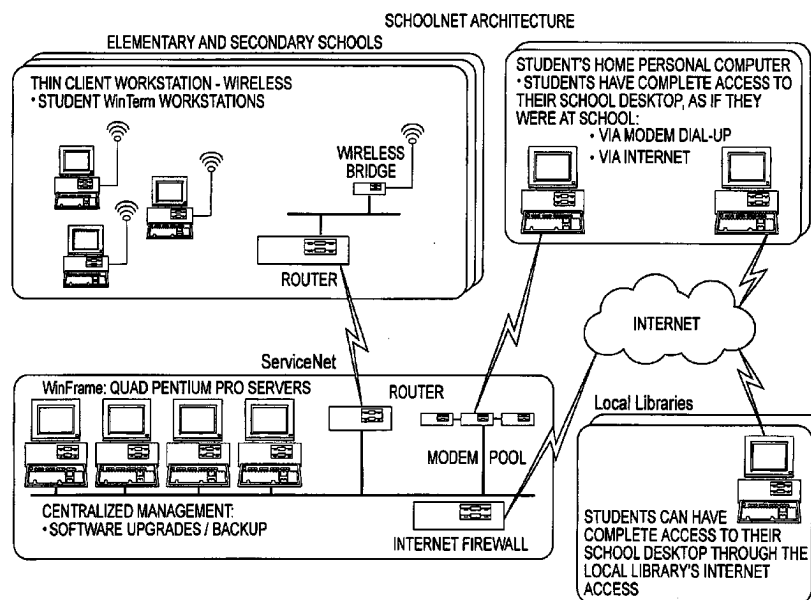 SCHOOLNET ARCHITECTURE
ELEMENTARY AND SECONDARY SCHOOLS
THIN CLIENT WORKSTATION - WIRELESS
• STUDENT WinTerm WORKSTATIONS
WIRELESS
BRIDGE
ROUTER
STUDENT'S HOME PERSONAL COMPUTER
• STUDENTS HAVE COMPLETE ACCESS TO
THEIR SCHOOL DESKTOP, AS IF THEY
WERE AT SCHOOL:
• VIA MODEM DIAL-UP
• VIA INTERNET
INTERNET
ServiceNet
WinFrame: QUAD PENTIUM PRO SERVERS
ROUTER
MODEM POOL
CENTRALIZED MANAGEMENT:
• SOFTWARE UPGRADES / BACKUP
INTERNET FIREWALL
Local Libraries
STUDENTS CAN HAVE
COMPLETE ACCESS TO THEIR
SCHOOL DESKTOP THROUGH THE
LOCAL LIBRARY'S INTERNET
ACCESS